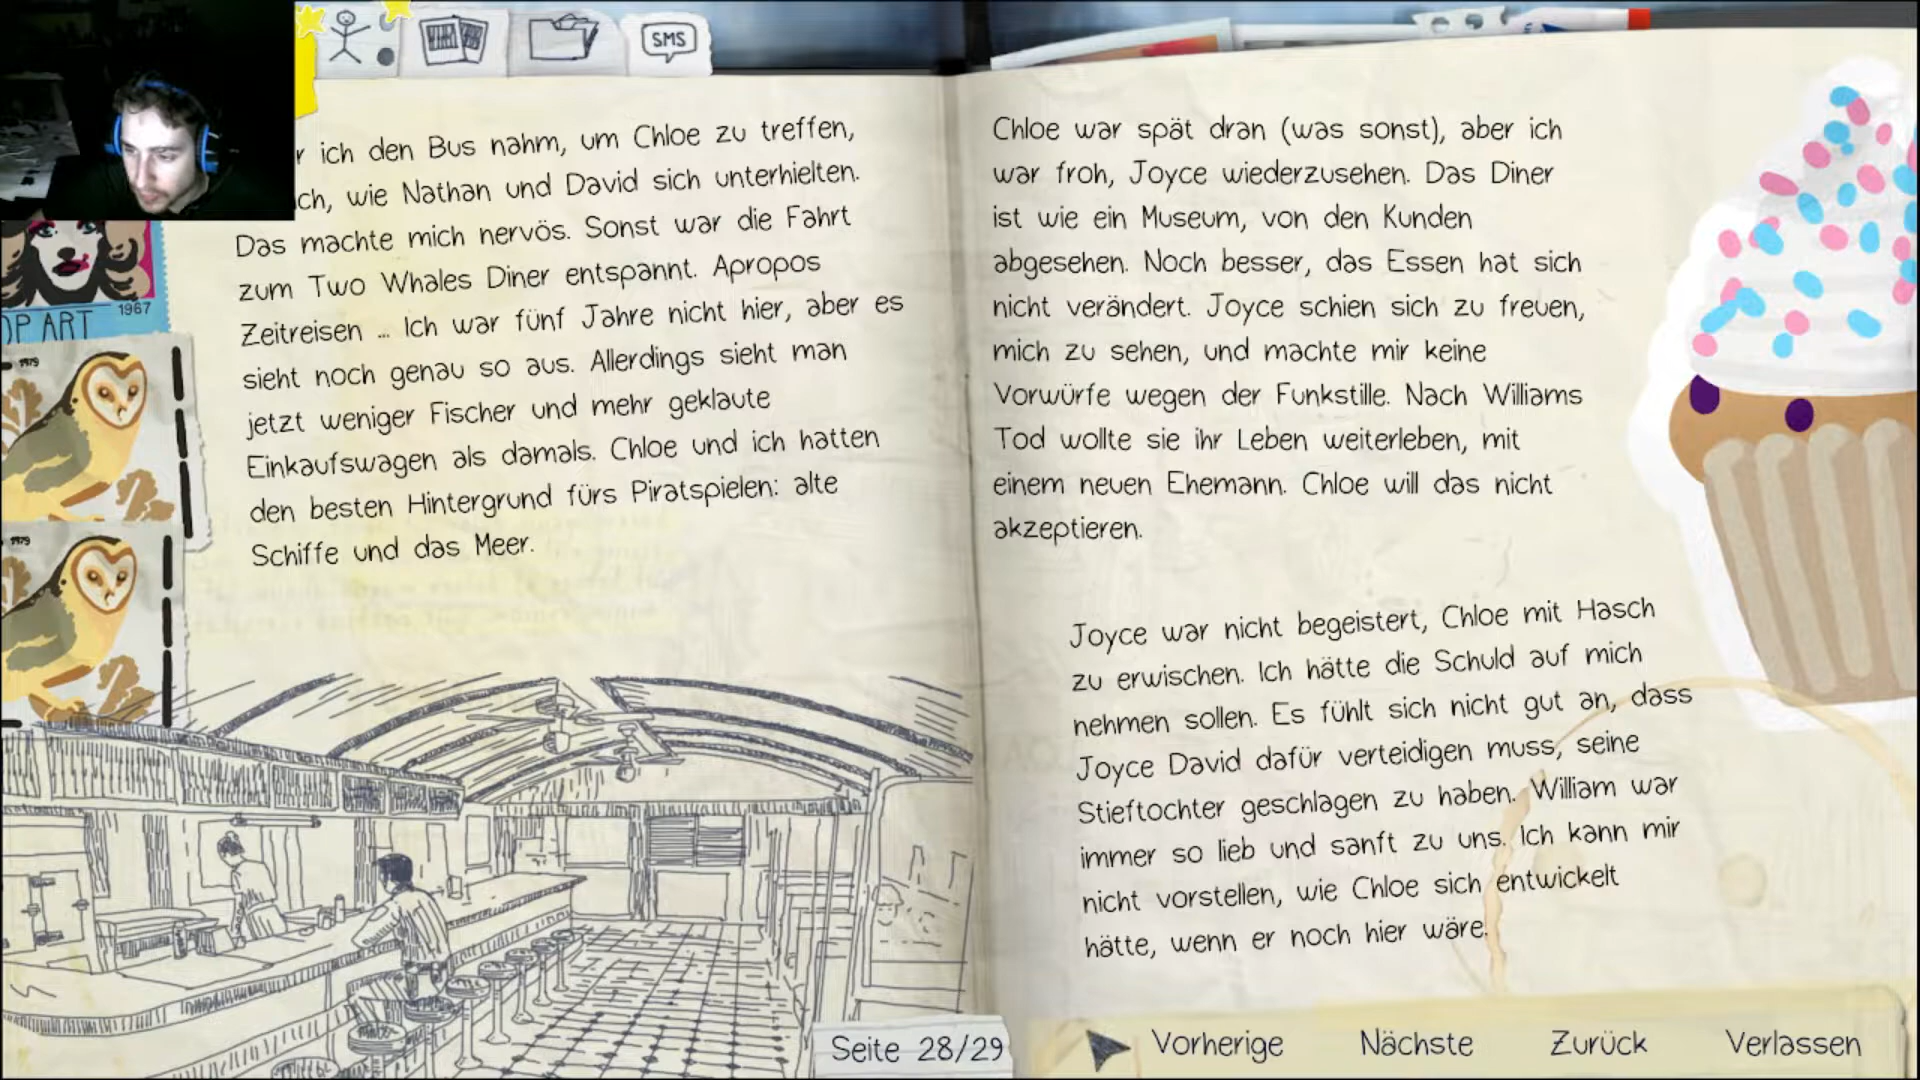 SMS
r ich den Bus nahm, um Chloe zu treffen,
ch, wie Nathan und David sich unterhielten.
Das machte mich nervös. Sonst war die Fahrt
zum Two Whales Diner entspannt. Apropos
Zeitreisen ... Ich war fünf Jahre nicht hier, aber es
sieht noch genau so aus. Allerdings sieht man
jetzt weniger Fischer und mehr geklaute
Einkaufswagen als damals. Chloe und ich hatten
den besten Hintergrund fürs Piratspielen: alte
Schiffe und das Meer.
1967
OP ART
1979
1979
Chloe war spät dran (was sonst), aber ich
war froh, Joyce wiederzusehen. Das Diner
ist wie ein Museum, von den Kunden
abgesehen. Noch besser, das Essen hat sich
nicht verändert. Joyce schien sich zu freuen,
mich zu sehen, und machte mir keine
Vorwürfe wegen der Funkstille. Nach Williams
Tod wollte sie ihr Leben weiterleben, mit
einem neuen Ehemann. Chloe will das nicht
akzeptieren.
Joyce war nicht begeistert, Chloe mit Hasch
zu erwischen. Ich hätte die Schuld auf mich
nehmen sollen. Es fühlt sich nicht gut an, dass
Joyce David dafür verteidigen muss, seine
Stieftochter geschlagen zu haben. William war
immer so lieb und sanft zu uns. Ich kann mir
nicht vorstellen, wie Chloe sich entwickelt
hätte, wenn er noch hier wäre.
Seite 28/29
Vorherige Nächste Zurück Verlassen